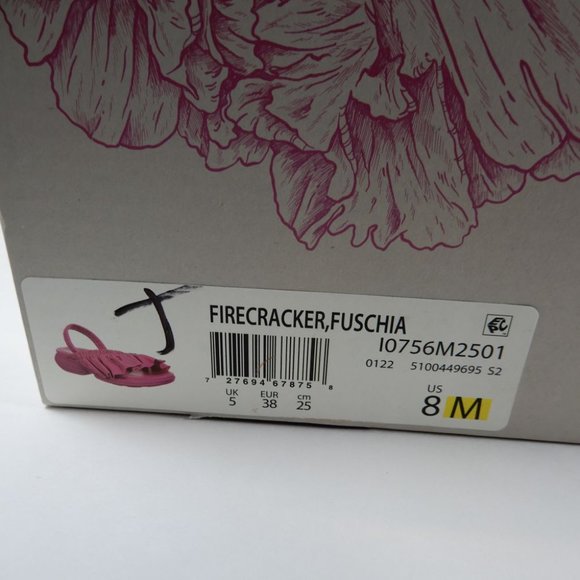 J
FIRECRACKER,FUSCHIA
I0756M2501
0122 5100449695 S2
7 27694 67875 8
UK EUR cm
5 38 25
US
8 M